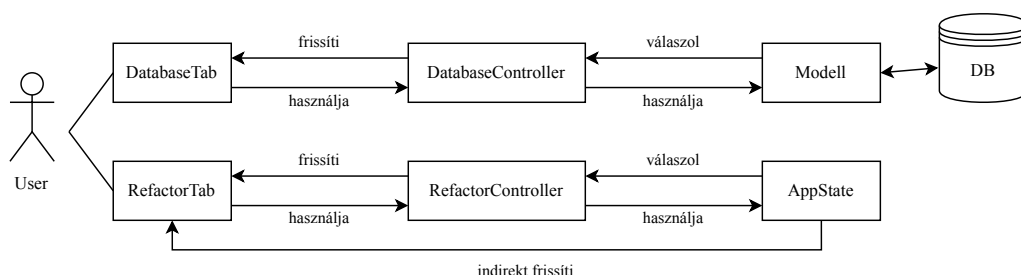 frissíti
válaszol
DatabaseTab
DatabaseController
Modell
DB
használja
használja
User
frissíti
válaszol
RefactorTab
RefactorController
AppState
használja
használja
indirekt frissíti